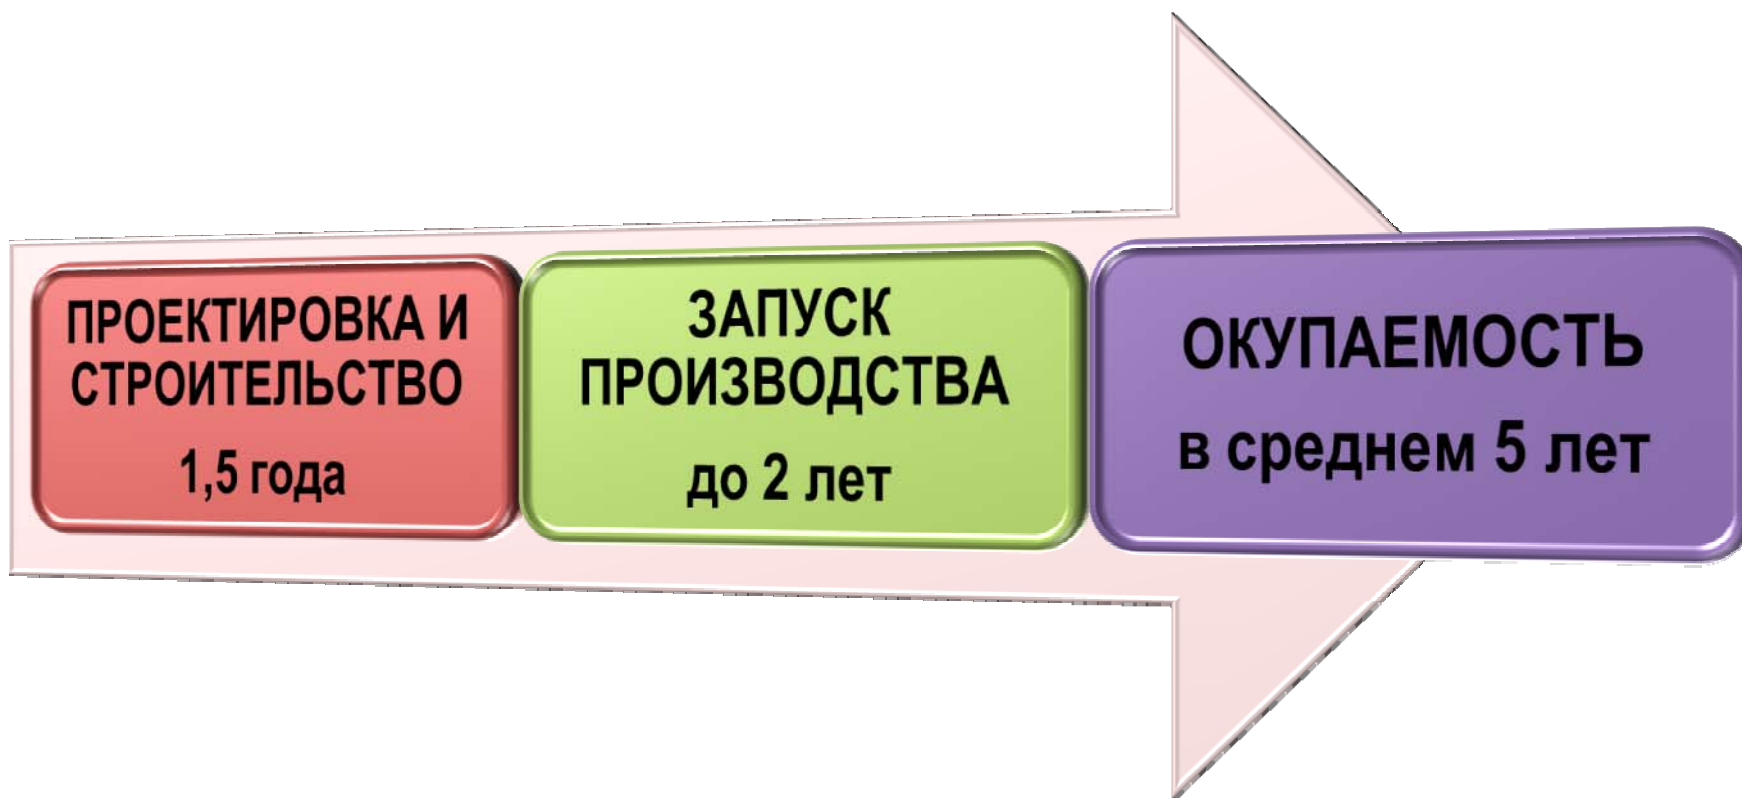 ПРОЕКТИРОВКА И
СТРОИТЕЛЬСТВО
1,5 года
ЗАПУСК
ПРОИЗВОДСТВА
до 2 лет
ОКУПАЕМОСТЬ
в среднем 5 лет